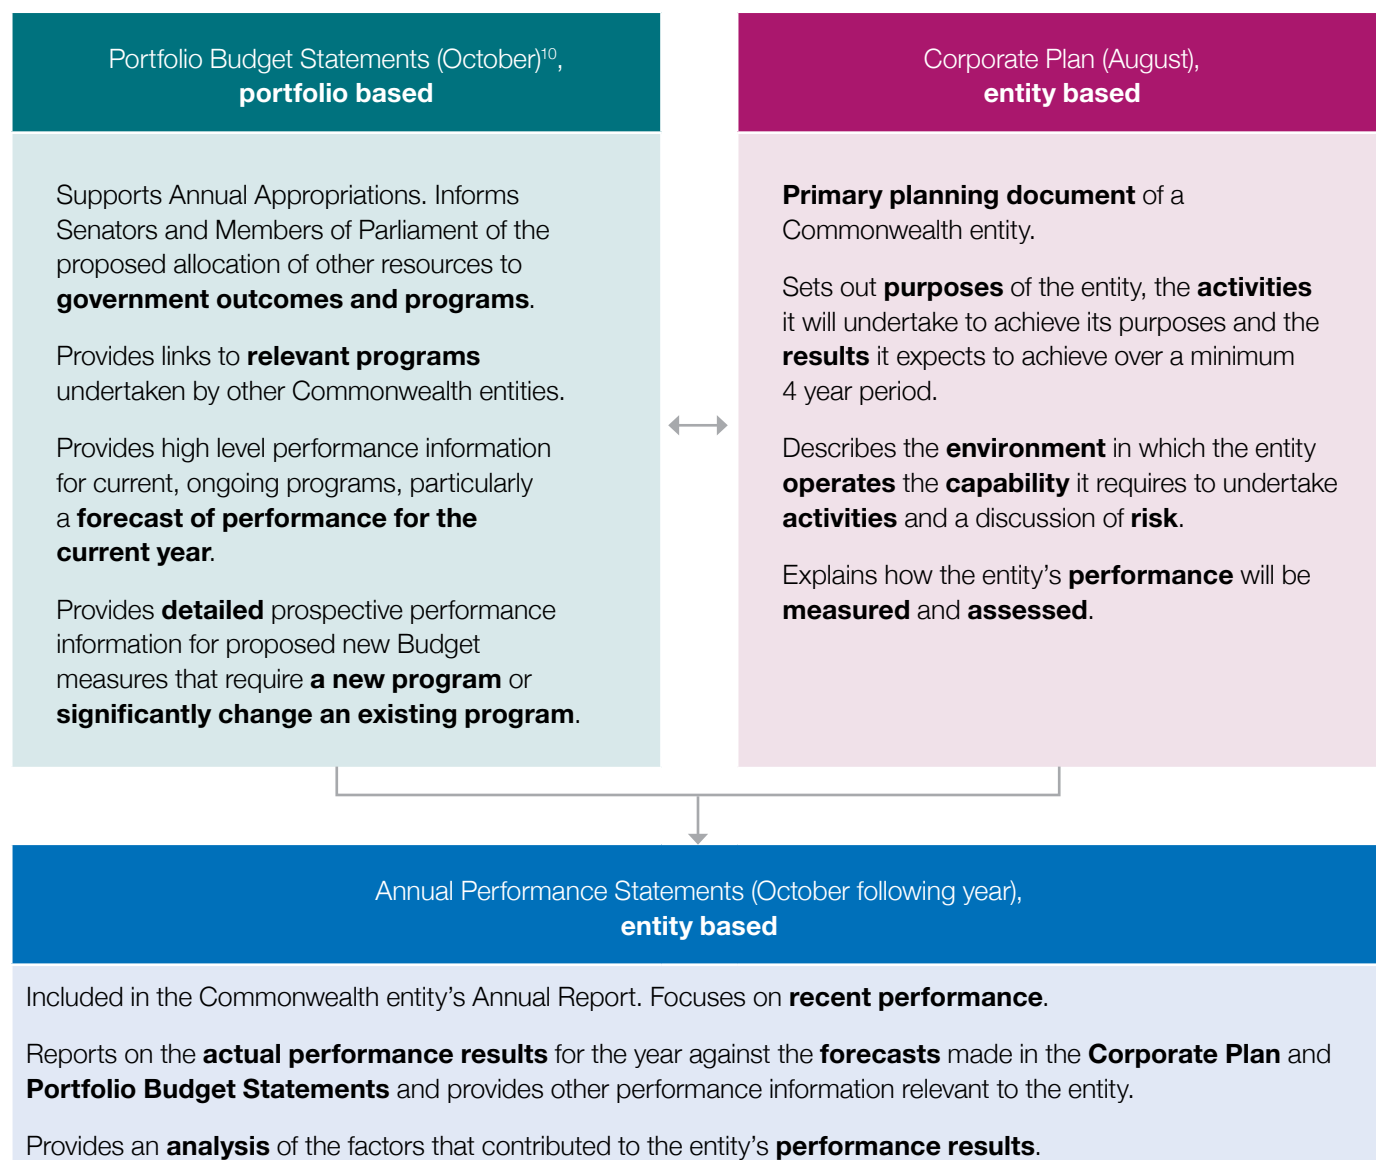 Portfolio Budget Statements (October)¹⁰,
portfolio based
Supports Annual Appropriations. Informs
Senators and Members of Parliament of the
proposed allocation of other resources to
government outcomes and programs.
Provides links to relevant programs
undertaken by other Commonwealth entities.
Provides high level performance information
for current, ongoing programs, particularly
a forecast of performance for the
current year.
Provides detailed prospective performance
information for proposed new Budget
measures that require a new program or
significantly change an existing program.
Corporate Plan (August),
entity based
Primary planning document of a
Commonwealth entity.
Sets out purposes of the entity, the activities
it will undertake to achieve its purposes and the
results it expects to achieve over a minimum
4 year period.
Describes the environment in which the entity
operates the capability it requires to undertake
activities and a discussion of risk.
Explains how the entity’s performance will be
measured and assessed.
Annual Performance Statements (October following year),
entity based
Included in the Commonwealth entity’s Annual Report. Focuses on recent performance.
Reports on the actual performance results for the year against the forecasts made in the Corporate Plan and
Portfolio Budget Statements and provides other performance information relevant to the entity.
Provides an analysis of the factors that contributed to the entity’s performance results.